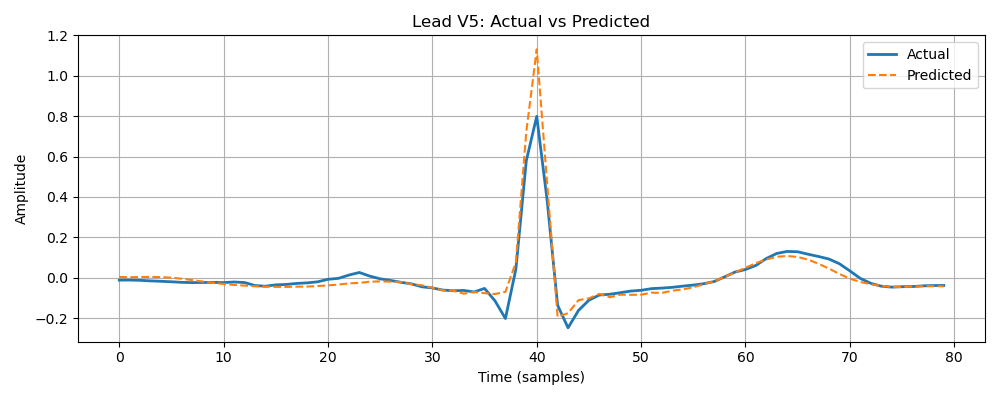 Lead V5: Actual vs Predicted
Actual
Predicted
1.2
1.0
0.8
0.6
0.4
0.2
0.0
−0.2
Amplitude
0 10 20 30 40 50 60 70 80
Time (samples)